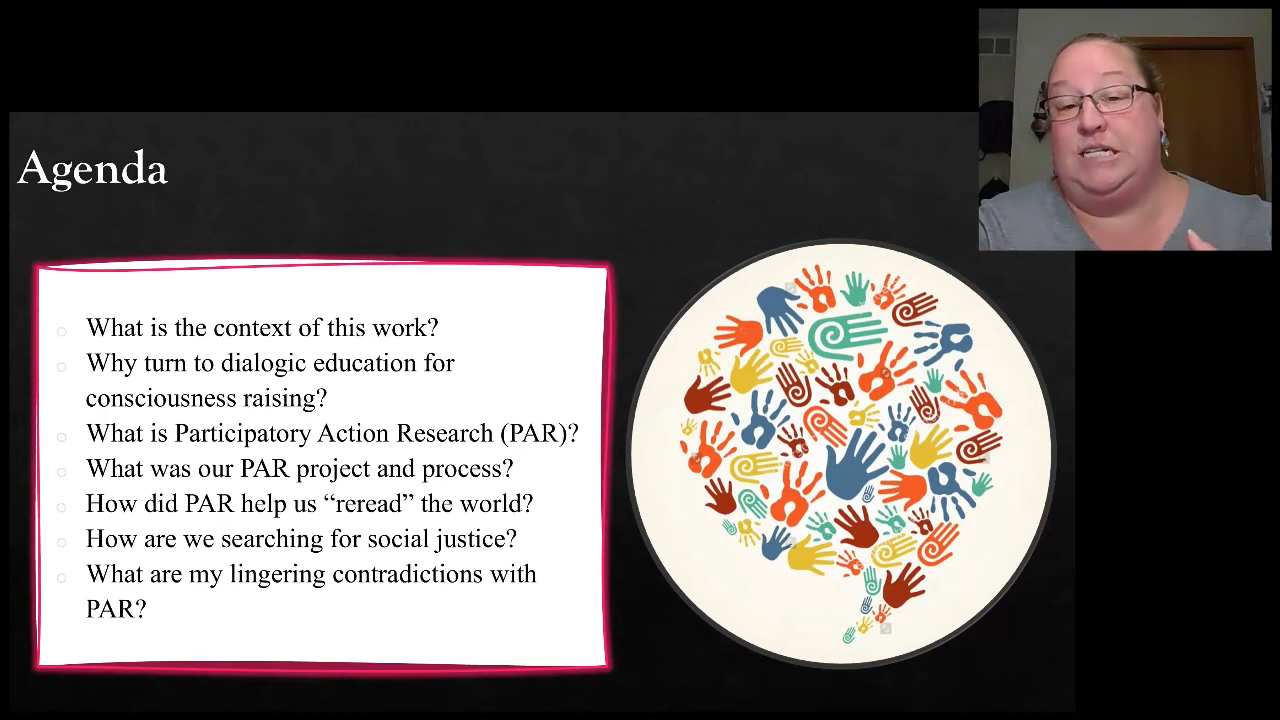 Agenda
What is the context of this work?
Why turn to dialogic education for
consciousness raising?
What is Participatory Action Research (PAR)?
What was our PAR project and process?
How did PAR help us “reread” the world?
How are we searching for social justice?
What are my lingering contradictions with
PAR?